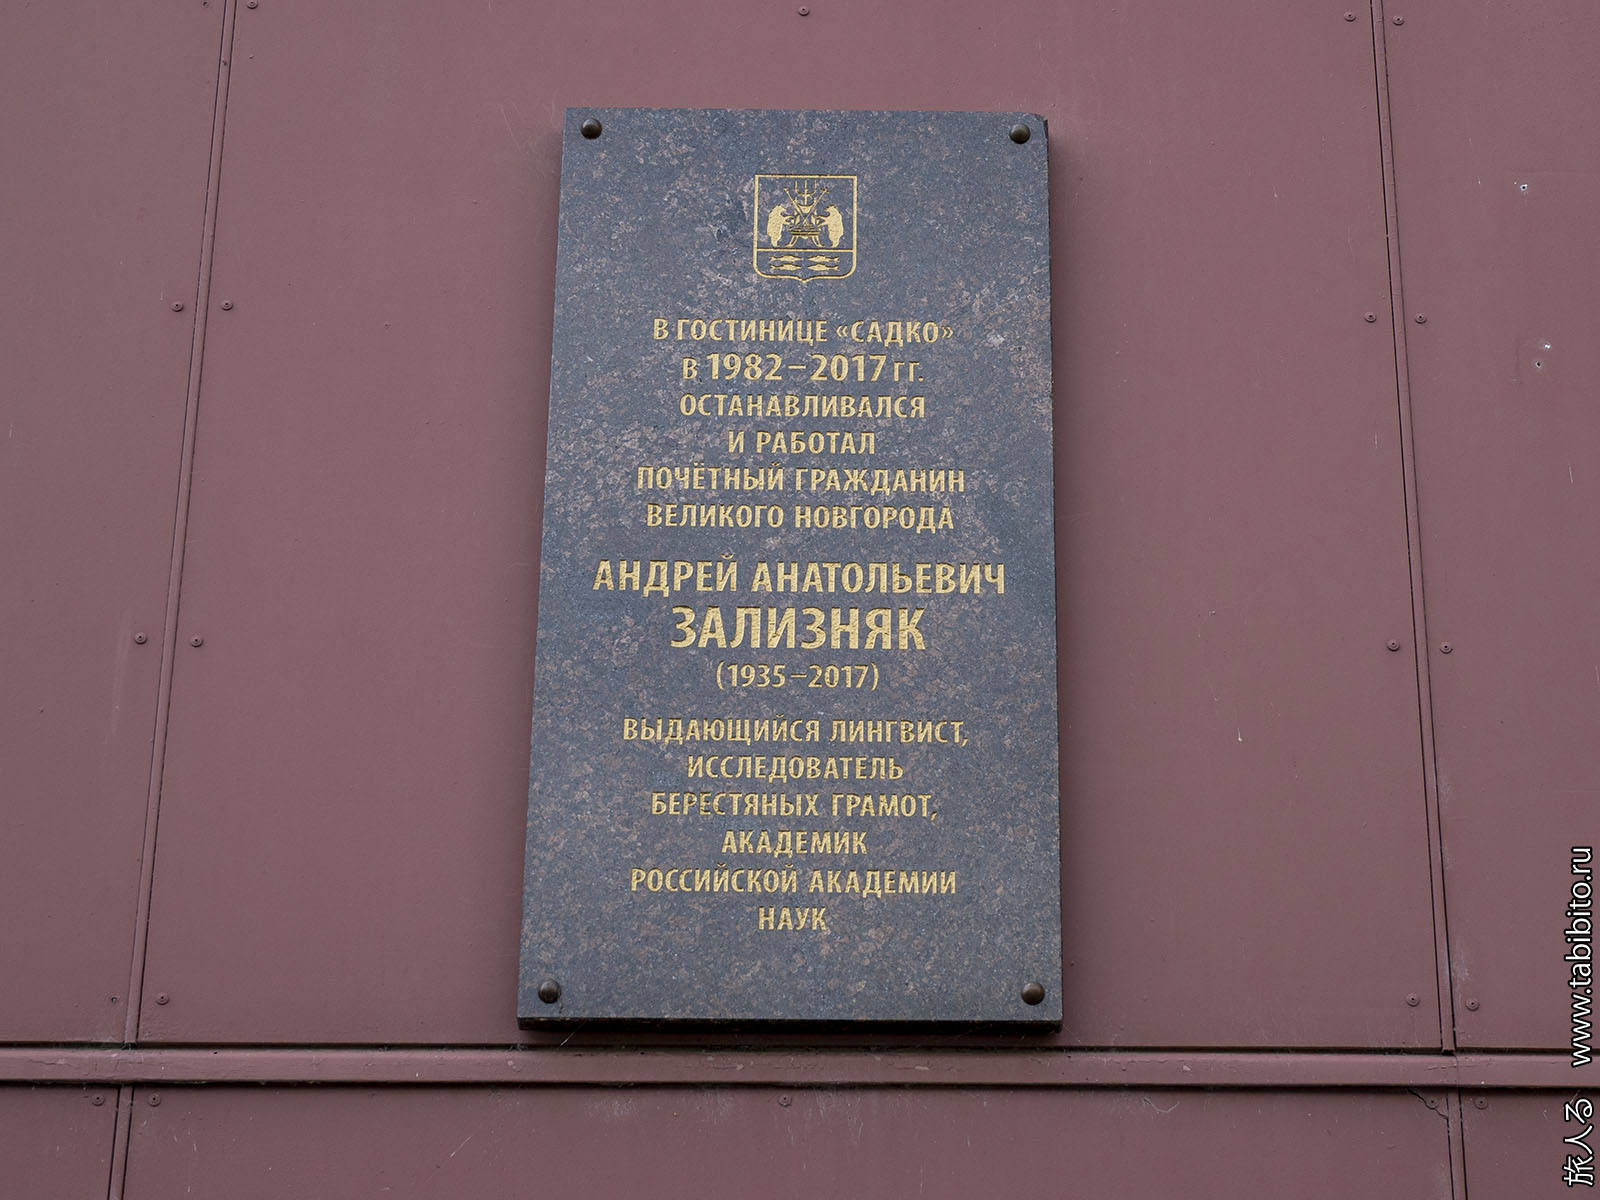 В ГОСТИНИЦЕ «САДКО»
В 1982–2017 ГГ.
ОСТАНАВЛИВАЛСЯ
И РАБОТАЛ
ПОЧЁТНЫЙ ГРАЖДАНИН
ВЕЛИКОГО НОВГОРОДА
АНДРЕЙ АНАТОЛЬЕВИЧ
ЗАЛИЗНЯК
(1935–2017)
ВЫДАЮЩИЙСЯ ЛИНГВИСТ,
ИССЛЕДОВАТЕЛЬ
БЕРЕСТЯНЫХ ГРАМОТ,
АКАДЕМИК
РОССИЙСКОЙ АКАДЕМИИ
НАУК
旅人る www.tabibito.ru